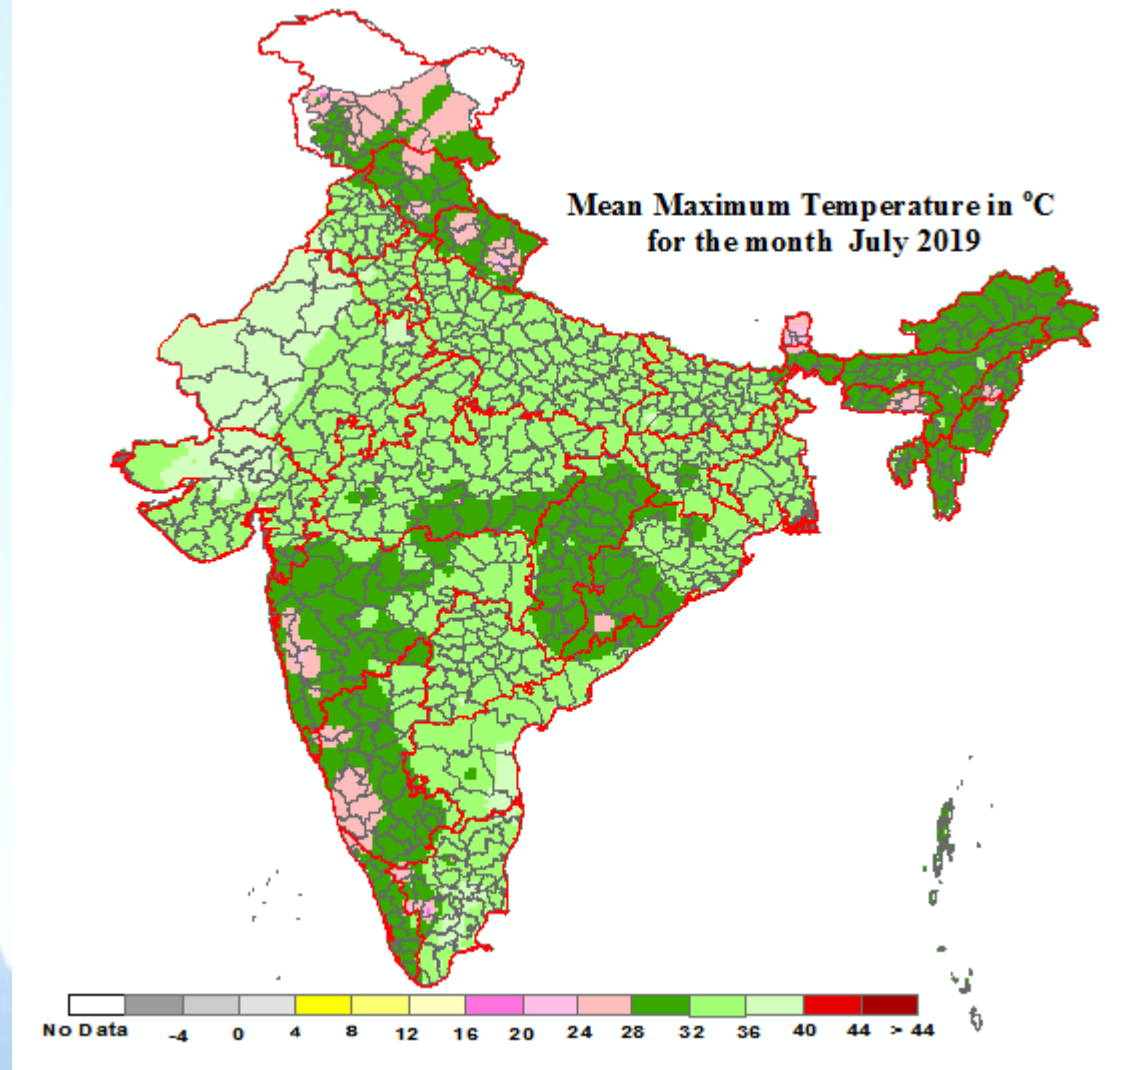 Mean Maximum Temperature in °C
for the month July 2019
No Data -4 0 4 8 12 16 20 24 28 32 36 40 44 > 44